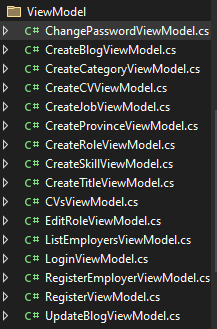 ViewModel
C# ChangePasswordViewModel.cs
C# CreateBlogViewModel.cs
C# CreateCategoryViewModel.cs
C# CreateCVViewModel.cs
C# CreateJobViewModel.cs
C# CreateProvinceViewModel.cs
C# CreateRoleViewModel.cs
C# CreateSkillViewModel.cs
C# CreateTitleViewModel.cs
C# CVsViewModel.cs
C# EditRoleViewModel.cs
C# ListEmployersViewModel.cs
C# LoginViewModel.cs
C# RegisterEmployerViewModel.cs
C# RegisterViewModel.cs
C# UpdateBlogViewModel.cs